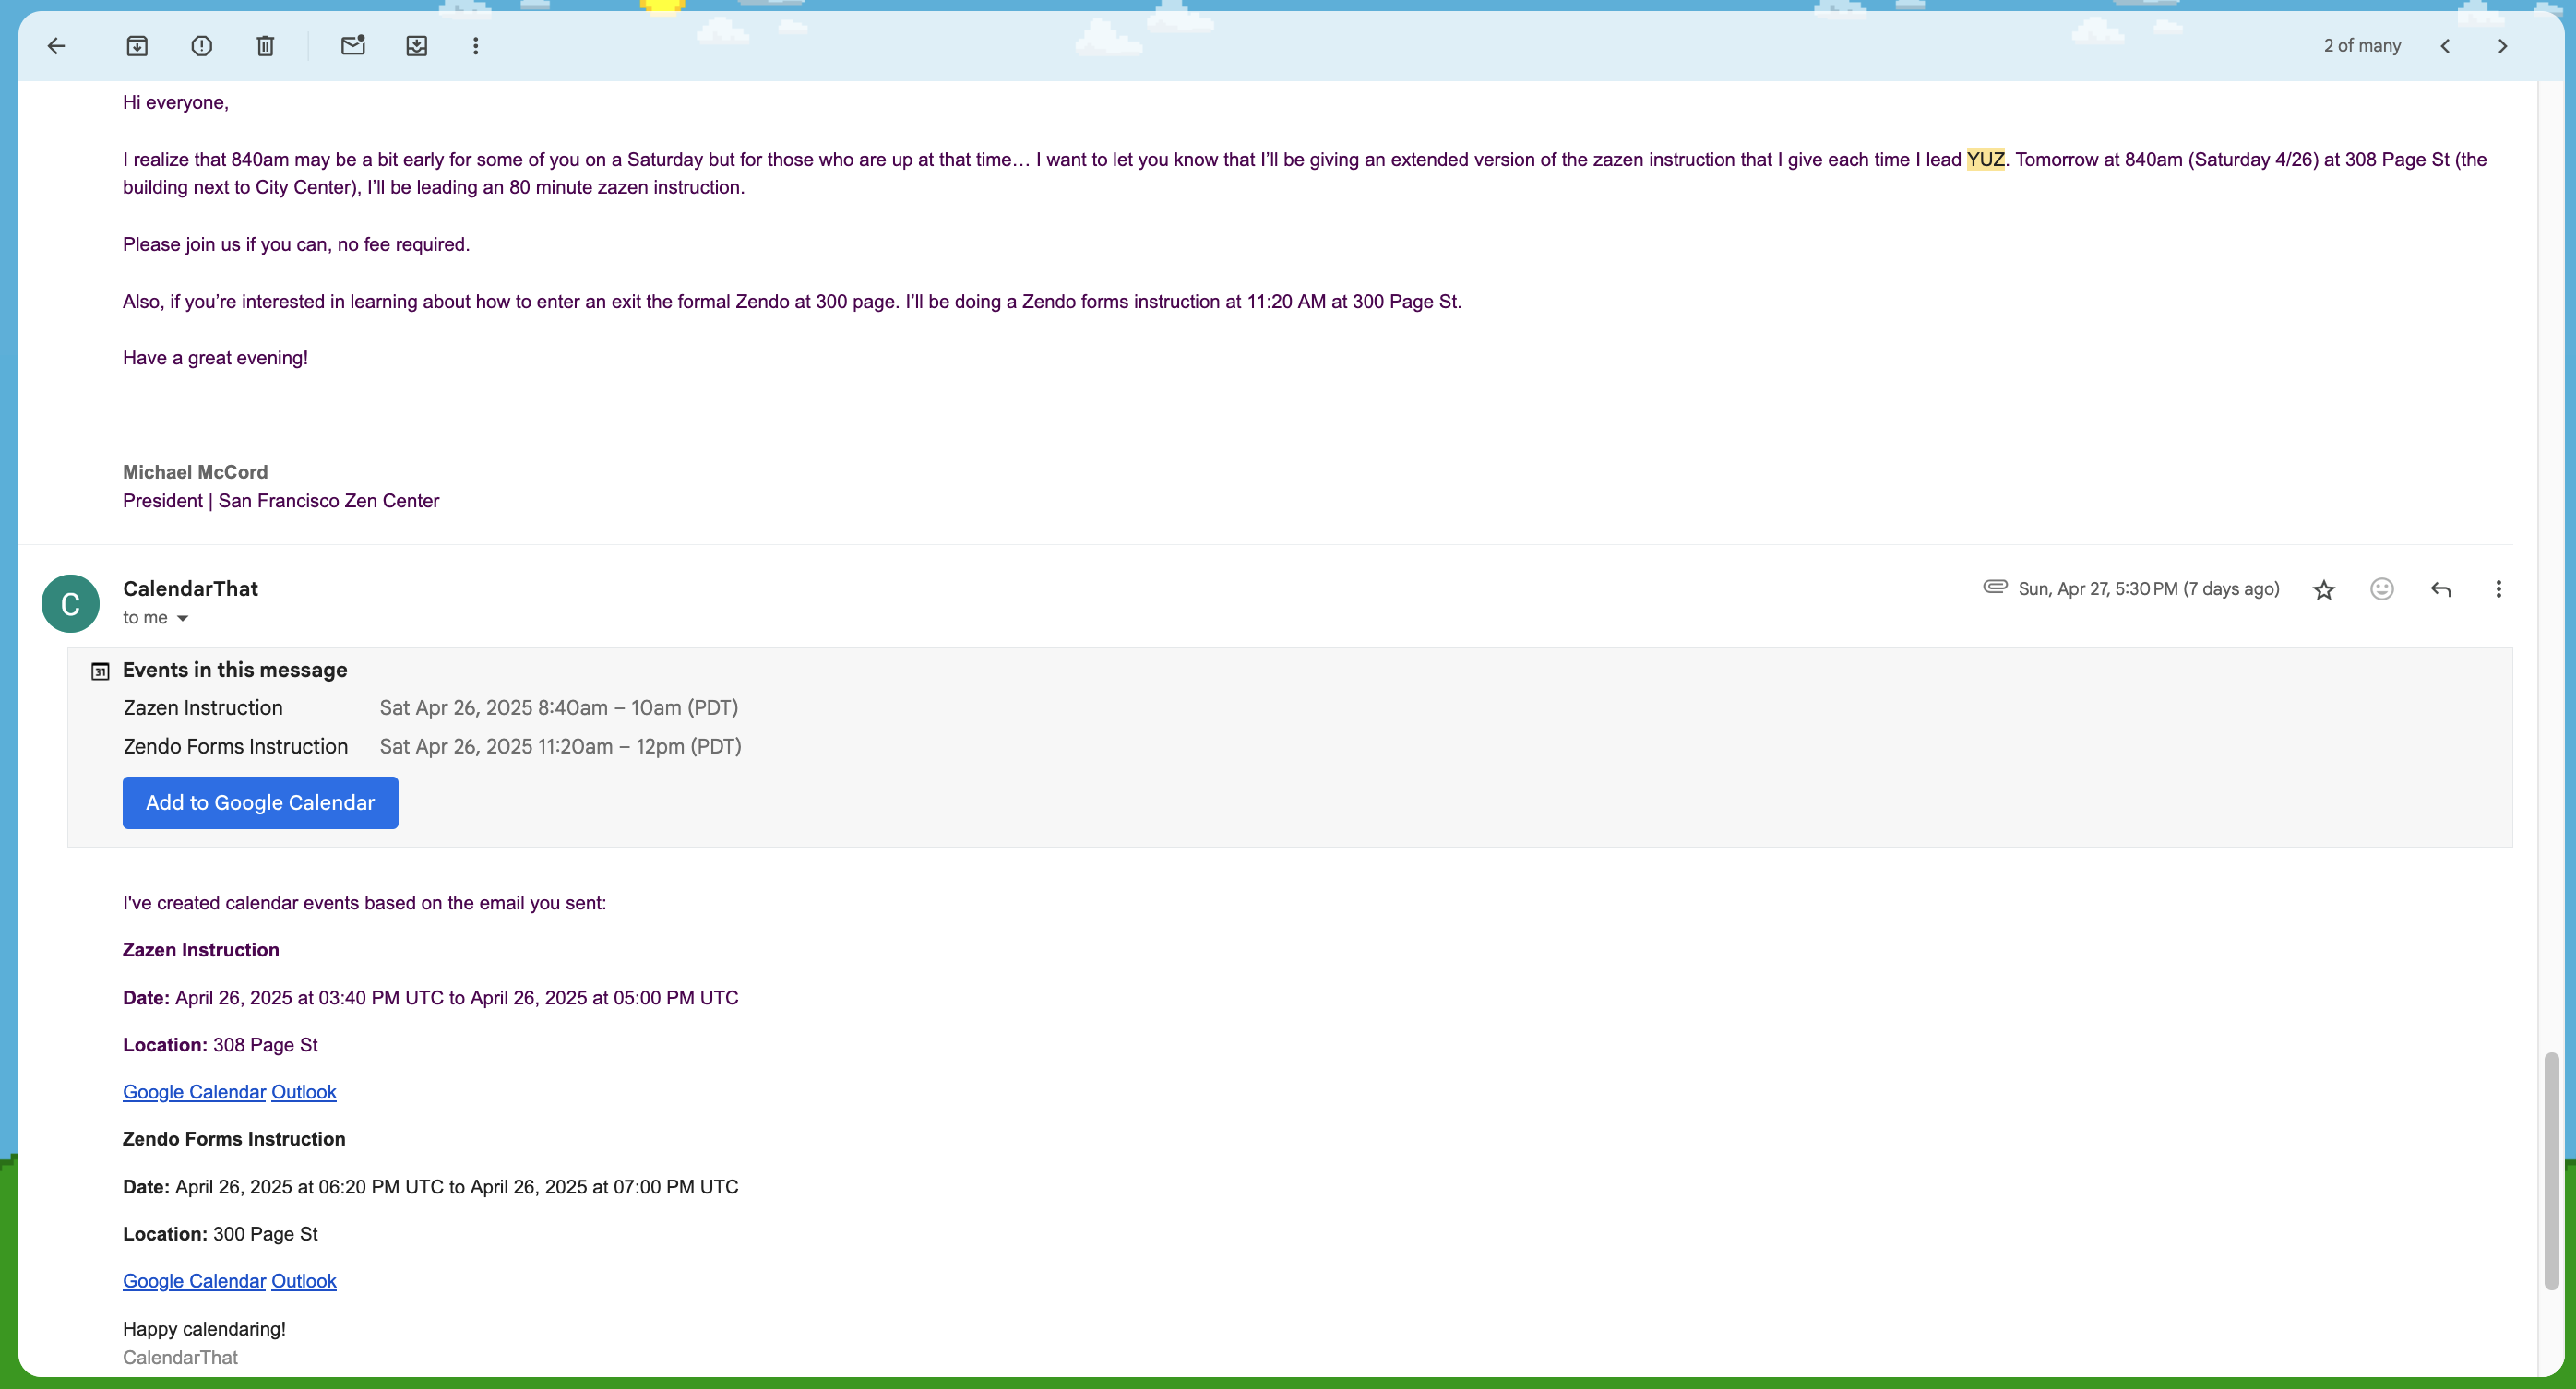 2 of many
Hi everyone,
I realize that 840am may be a bit early for some of you on a Saturday but for those who are up at that time… I want to let you know that I’ll be giving an extended version of the zazen instruction that I give each time I lead YUZ. Tomorrow at 840am (Saturday 4/26) at 308 Page St (the
building next to City Center), I’ll be leading an 80 minute zazen instruction.
Please join us if you can, no fee required.
Also, if you’re interested in learning about how to enter an exit the formal Zendo at 300 page. I’ll be doing a Zendo forms instruction at 11:20 AM at 300 Page St.
Have a great evening!
Michael McCord
President | San Francisco Zen Center
C
CalendarThat
Sun, Apr 27, 5:30 PM (7 days ago)
to me
31
Events in this message
Zazen Instruction Sat Apr 26, 2025 8:40am – 10am (PDT)
Zendo Forms Instruction Sat Apr 26, 2025 11:20am – 12pm (PDT)
Add to Google Calendar
I've created calendar events based on the email you sent:
Zazen Instruction
Date: April 26, 2025 at 03:40 PM UTC to April 26, 2025 at 05:00 PM UTC
Location: 308 Page St
Google Calendar Outlook
Zendo Forms Instruction
Date: April 26, 2025 at 06:20 PM UTC to April 26, 2025 at 07:00 PM UTC
Location: 300 Page St
Google Calendar Outlook
Happy calendaring!
CalendarThat